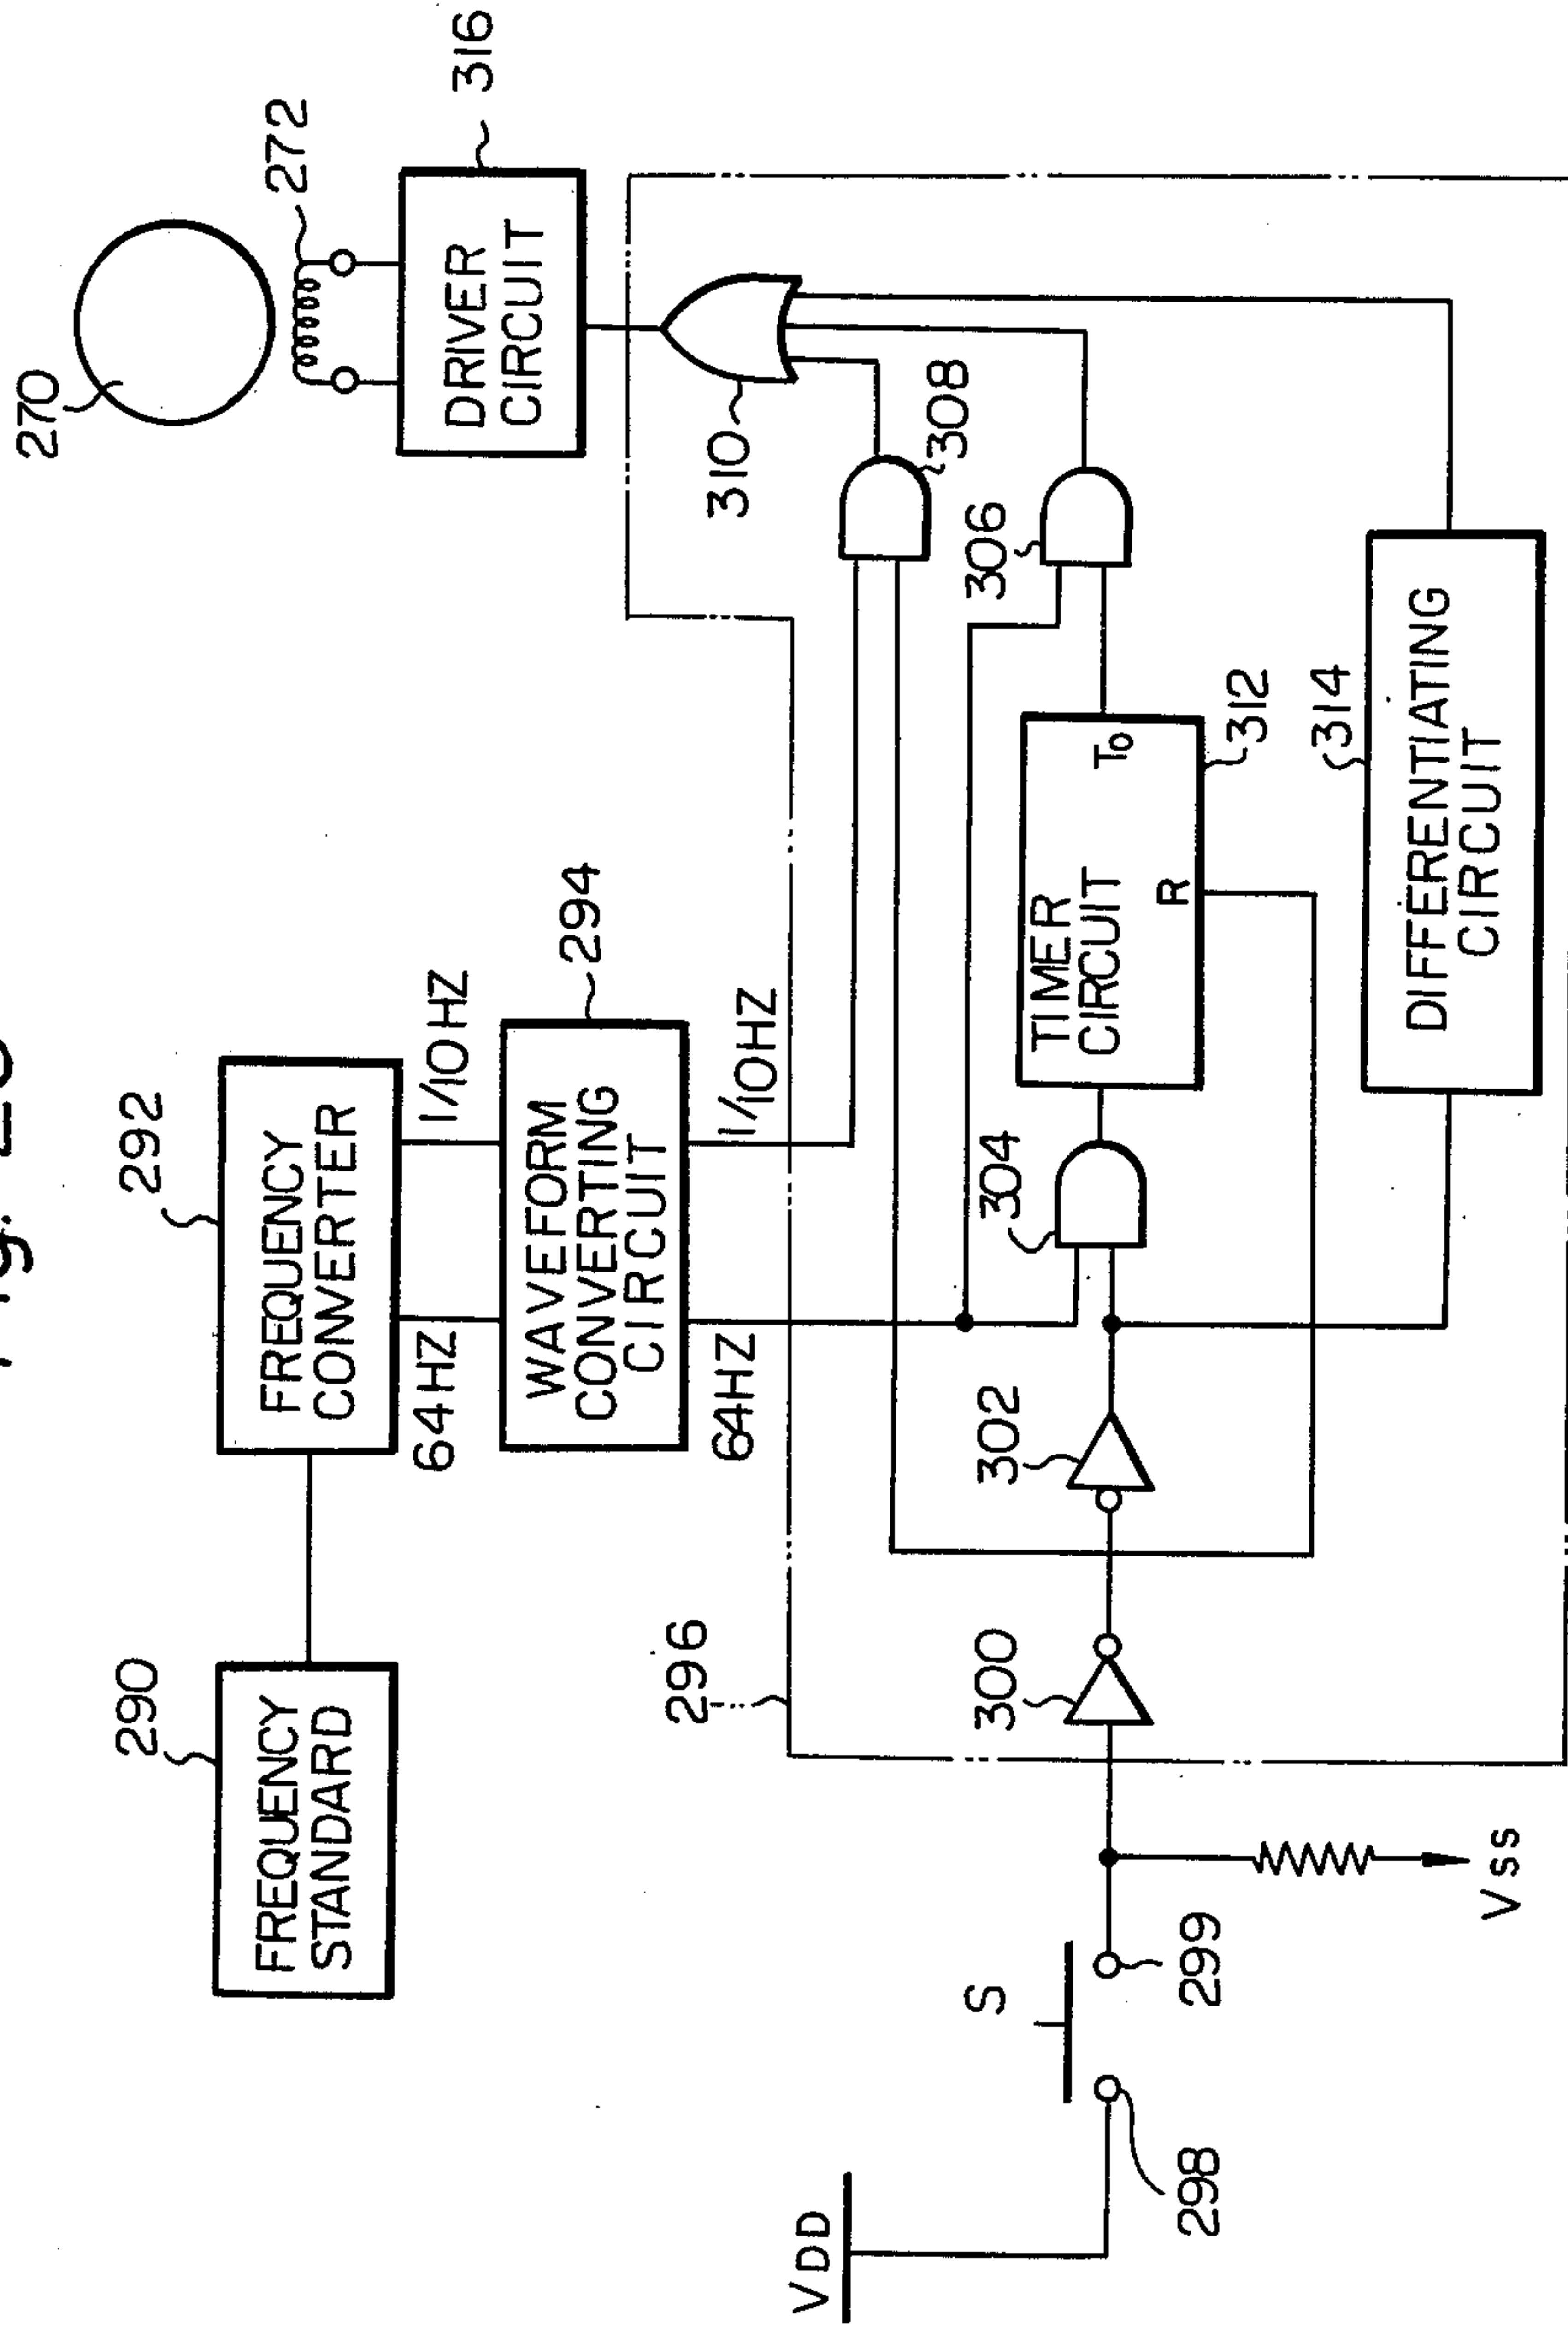 290
FREQUENCY
STANDARD
292
FREQUENCY
CONVERTER
270
272
64HZ
1/10HZ
WAVEFORM
CONVERTING
CIRCUIT
294
DRIVER
CIRCUIT
316
64HZ
1/10HZ
296
310
308
VDD
S
298
299
VSS
300
302
304
306
TIMER
CIRCUIT
T0
R
312
314
DIFFERENTIATING
CIRCUIT